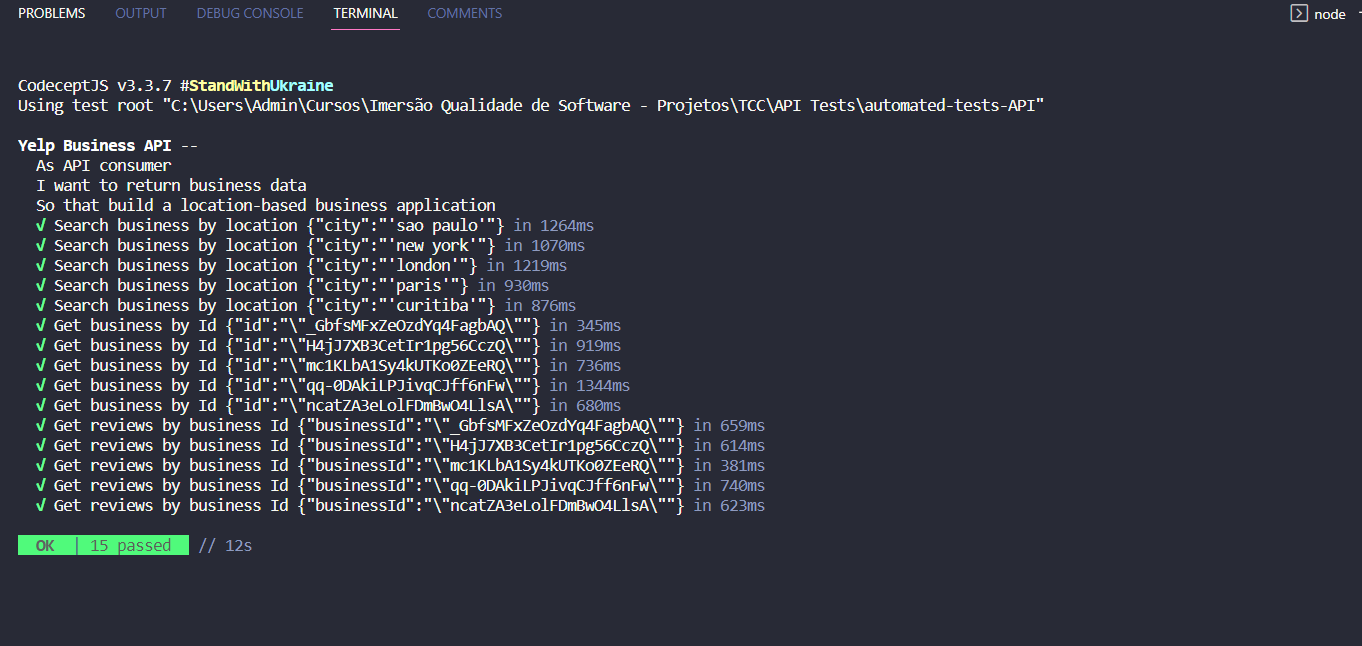 PROBLEMS OUTPUT DEBUG CONSOLE TERMINAL COMMENTS node
CodeceptJS v3.3.7 #StandWithUkraine
Using test root "C:\Users\Admin\Cursos\Imersão Qualidade de Software - Projetos\TCC\API Tests\automated-tests-API"
Yelp Business API --
As API consumer
I want to return business data
So that build a location-based business application
√ Search business by location {"city":"'sao paulo'"} in 1264ms
√ Search business by location {"city":"'new york'"} in 1070ms
√ Search business by location {"city":"'london'"} in 1219ms
√ Search business by location {"city":"'paris'"} in 930ms
√ Search business by location {"city":"'curitiba'"} in 876ms
√ Get business by Id {"id":"\"_GbfsMFxZeOzdYq4FagbAQ\""} in 345ms
√ Get business by Id {"id":"\"H4jJ7XB3CetIr1pg56CczQ\""} in 919ms
√ Get business by Id {"id":"\"mc1KLbA1Sy4kUTKo0ZEeRQ\""} in 736ms
√ Get business by Id {"id":"\"qq-0DAkiLPJivqCJff6nFw\""} in 1344ms
√ Get business by Id {"id":"\"ncatZA3eLolFDmBwO4LlsA\""} in 680ms
√ Get reviews by business Id {"businessId":"\"_GbfsMFxZeOzdYq4FagbAQ\""} in 659ms
√ Get reviews by business Id {"businessId":"\"H4jJ7XB3CetIr1pg56CczQ\""} in 614ms
√ Get reviews by business Id {"businessId":"\"mc1KLbA1Sy4kUTKo0ZEeRQ\""} in 381ms
√ Get reviews by business Id {"businessId":"\"qq-0DAkiLPJivqCJff6nFw\""} in 740ms
√ Get reviews by business Id {"businessId":"\"ncatZA3eLolFDmBwO4LlsA\""} in 623ms
OK | 15 passed // 12s